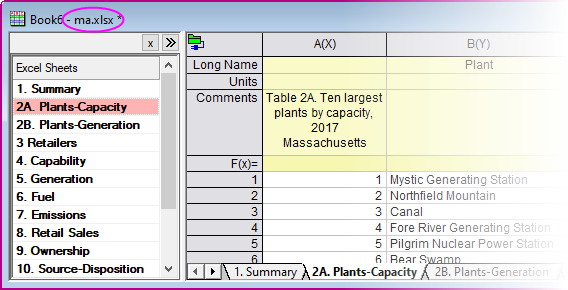 Book6 - ma.xlsx *
x »
A(X) B(Y)
Excel Sheets
Long Name Plant
Units
Comments Table 2A. Ten largest
plants by capacity,
2017
Massachusetts
F(x)=
1. Summary
2A. Plants-Capacity
2B. Plants-Generation
3 Retailers
4. Capability
5. Generation
6. Fuel
7. Emissions
8. Retail Sales
9. Ownership
10. Source-Disposition
1 1 Mystic Generating Station
2 2 Northfield Mountain
3 3 Canal
4 4 Fore River Generating Station
5 5 Pilgrim Nuclear Power Station
6 6 Bear Swamp
1. Summary 2A. Plants-Capacity 2B. Plants-Generation